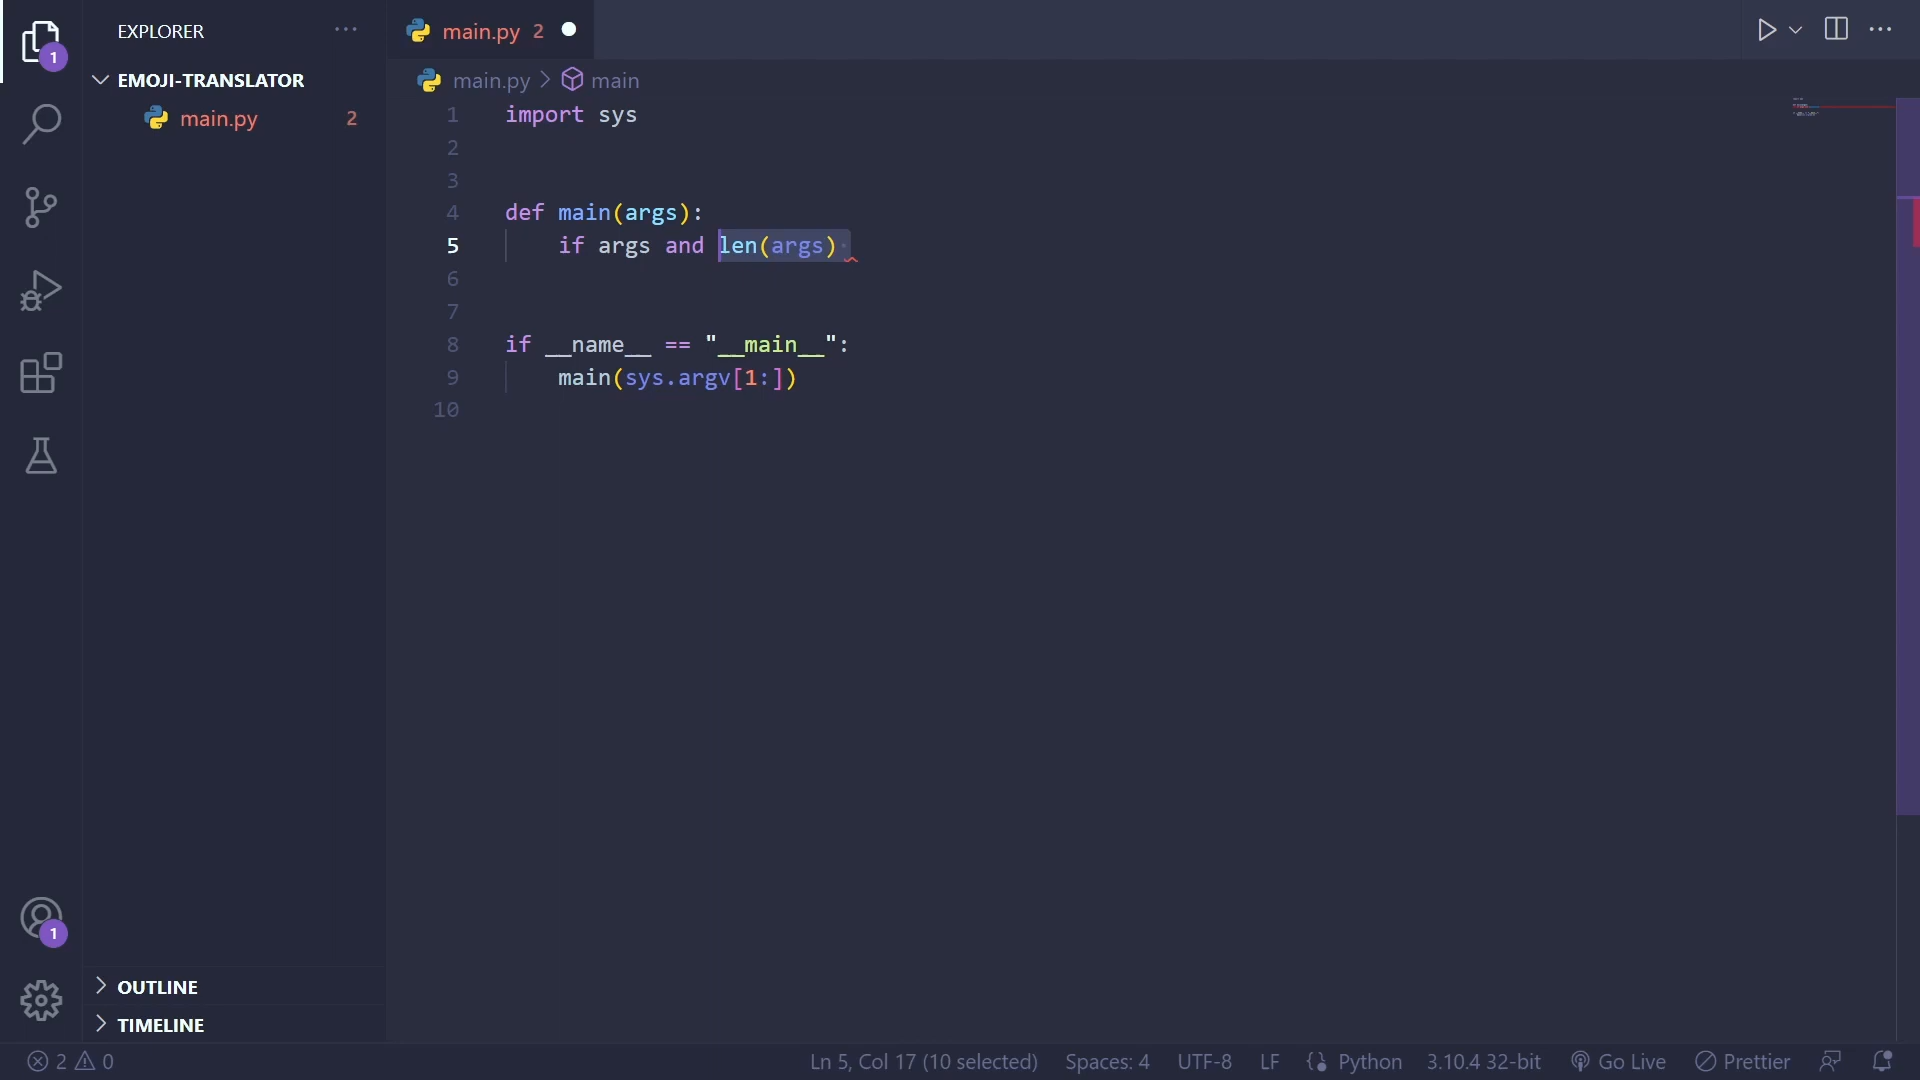 EXPLORER
main.py 2
1
EMOJI-TRANSLATOR
main.py > main
main.py 2
1 import sys
2
3
4 def main(args):
5 if args and len(args)
6
7
8 if __name__ == "__main__":
9 main(sys.argv[1:])
10
1
OUTLINE
TIMELINE
2 0 Ln 5, Col 17 (10 selected) Spaces: 4 UTF-8 LF Python 3.10.4 32-bit Go Live Prettier